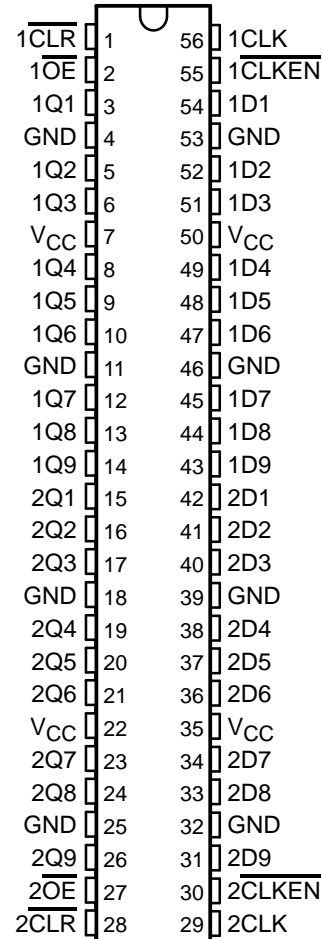 1CLR 1 56 1CLK
1OE 2 55 1CLKEN
1Q1 3 54 1D1
GND 4 53 GND
1Q2 5 52 1D2
1Q3 6 51 1D3
VCC 7 50 VCC
1Q4 8 49 1D4
1Q5 9 48 1D5
1Q6 10 47 1D6
GND 11 46 GND
1Q7 12 45 1D7
1Q8 13 44 1D8
1Q9 14 43 1D9
2Q1 15 42 2D1
2Q2 16 41 2D2
2Q3 17 40 2D3
GND 18 39 GND
2Q4 19 38 2D4
2Q5 20 37 2D5
2Q6 21 36 2D6
VCC 22 35 VCC
2Q7 23 34 2D7
2Q8 24 33 2D8
GND 25 32 GND
2Q9 26 31 2D9
2OE 27 30 2CLKEN
2CLR 28 29 2CLK